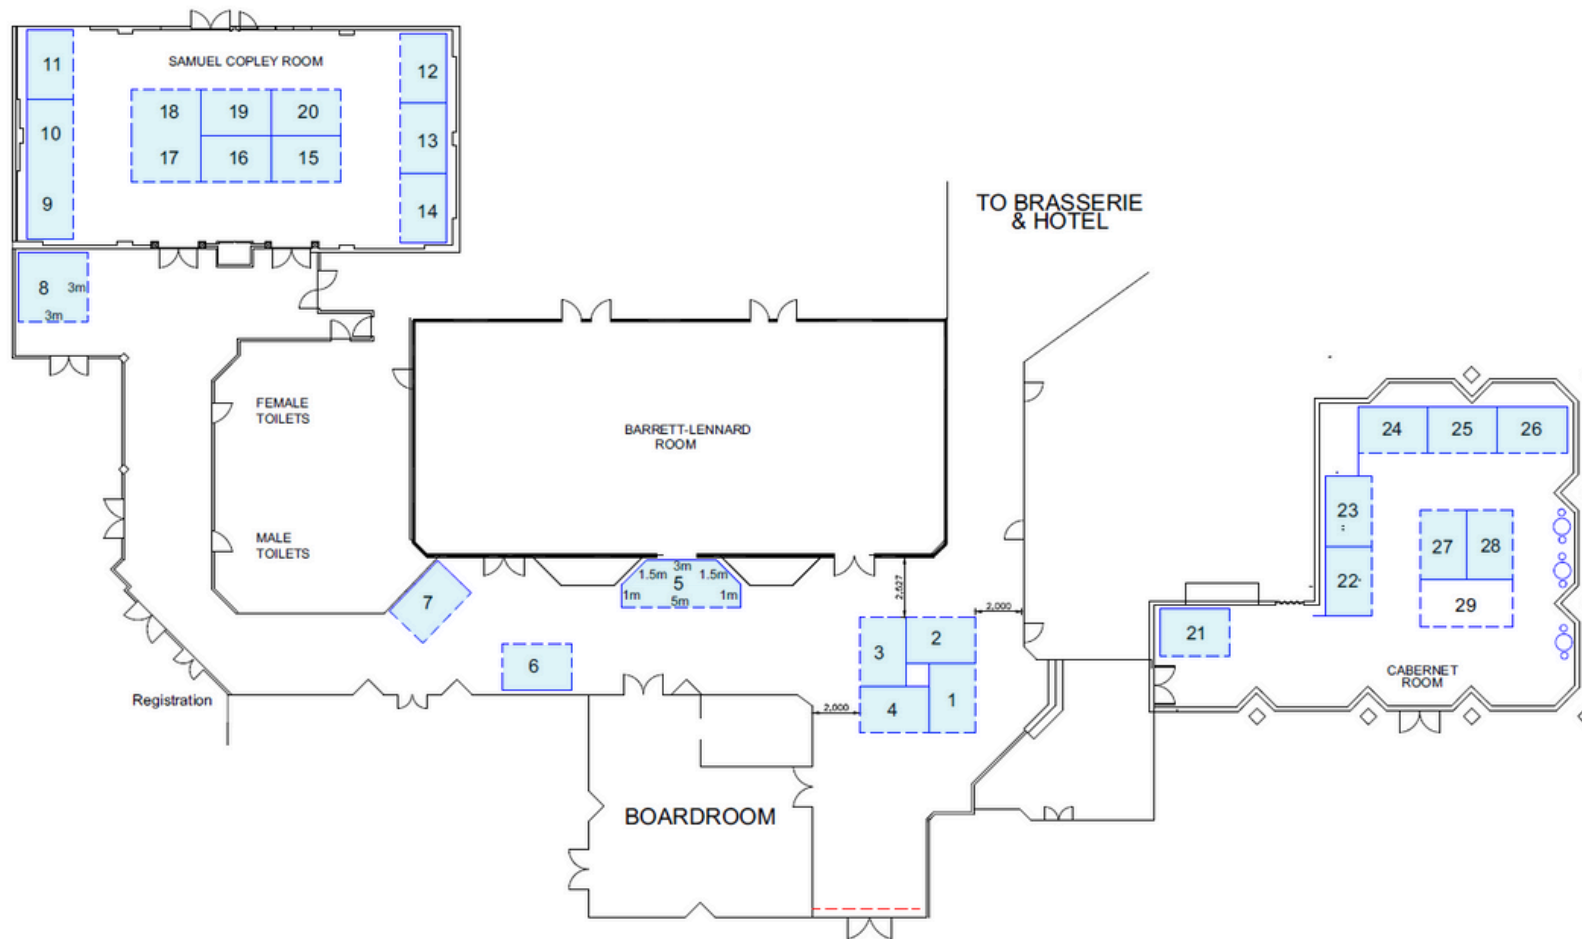 SAMUEL COPLEY ROOM
11
10
9
18
19
20
17
16
15
12
13
14
8
3m
3m
TO BRASSERIE
& HOTEL
FEMALE
TOILETS
MALE
TOILETS
BARRETT-LENNARD
ROOM
3m
1.5m
5
1.5m
1m
5m
1m
7
6
2,627
2,000
3
2
1
4
2,000
Registration
BOARDROOM
24
25
26
23
22
27
28
29
21
CABERNET
ROOM